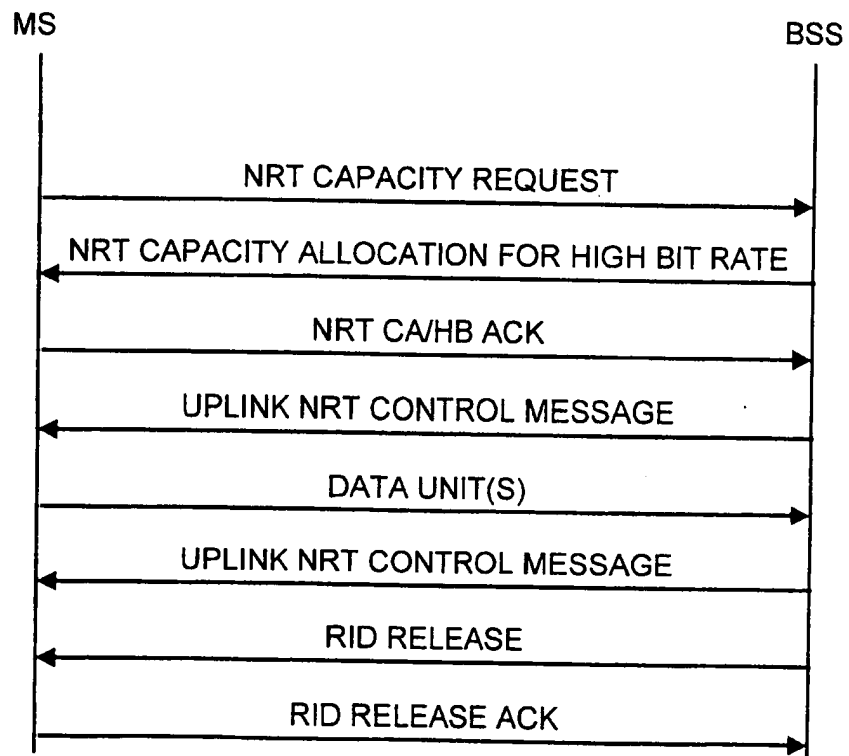 MS
BSS
NRT CAPACITY REQUEST
NRT CAPACITY ALLOCATION FOR HIGH BIT RATE
NRT CA/HB ACK
UPLINK NRT CONTROL MESSAGE
DATA UNIT(S)
UPLINK NRT CONTROL MESSAGE
RID RELEASE
RID RELEASE ACK